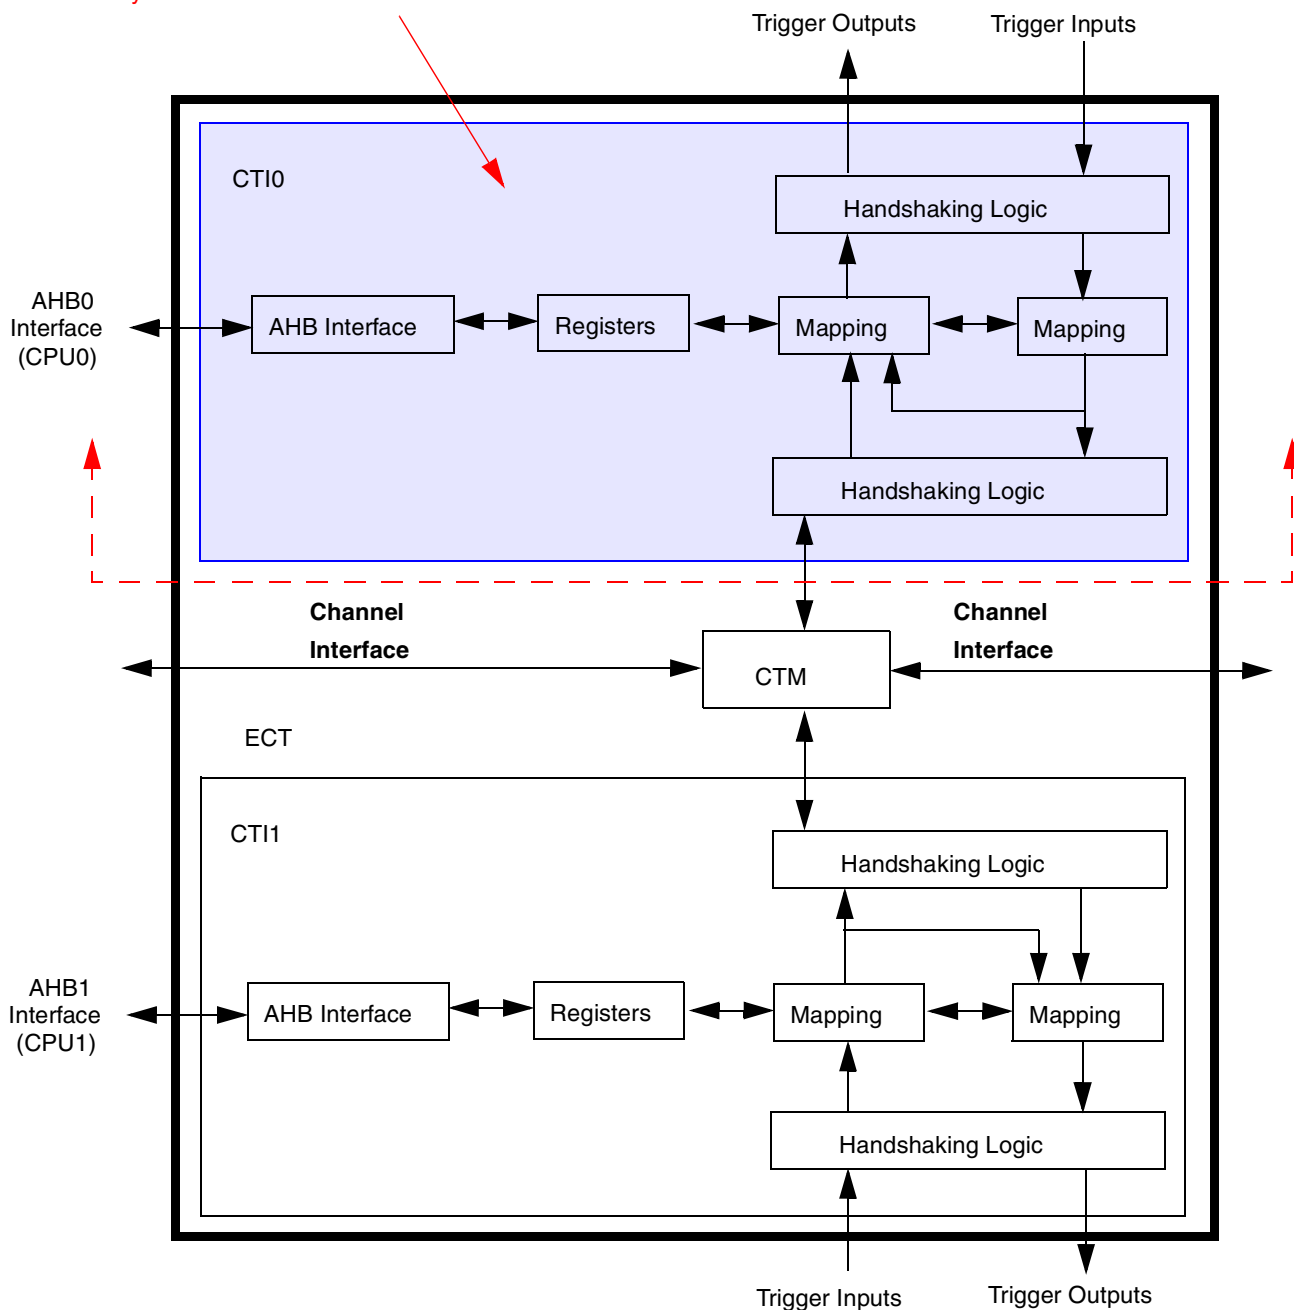 Trigger Outputs
Trigger Inputs
CTI0
Handshaking Logic
AHB0
Interface
(CPU0)
AHB Interface
Registers
Mapping
Mapping
Handshaking Logic
Channel
Interface
Channel
Interface
CTM
ECT
CTI1
Handshaking Logic
AHB1
Interface
(CPU1)
AHB Interface
Registers
Mapping
Mapping
Handshaking Logic
Trigger Inputs
Trigger Outputs